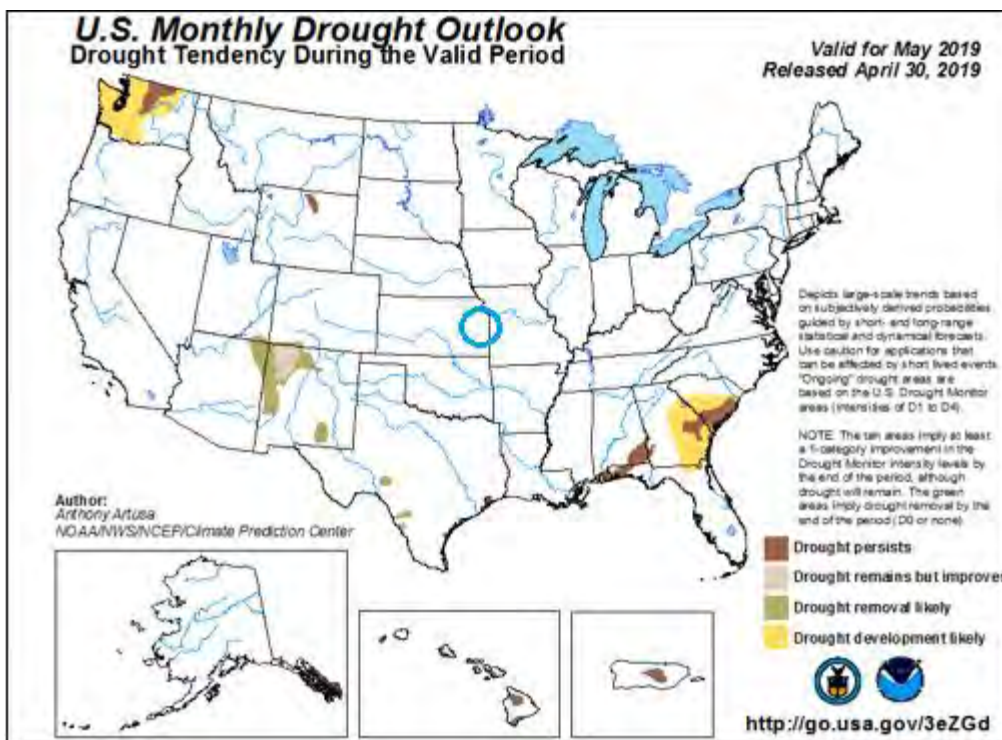 U.S. Monthly Drought Outlook
Drought Tendency During the Valid Period
Valid for May 2019
Released April 30, 2019
Depicts large-scale trends based
on subjectively derived probabilities
guided by short- and long-range
statistical and dynamical forecasts.
Use caution for applications that
can be affected by short lived events.
"Ongoing" drought areas are
based on the U.S. Drought Monitor
areas (intensities of D1 to D4).
NOTE: The tan areas imply at least
a 1-category improvement in the
Drought Monitor intensity levels by
the end of the period, although
drought will remain. The green
areas imply drought removal by the
end of the period (D0 or none)
Author:
Anthony Artusa
NOAA/NWS/NCEP/Climate Prediction Center
Drought persists
Drought remains but improves
Drought removal likely
Drought development likely
http://go.usa.gov/3eZGd